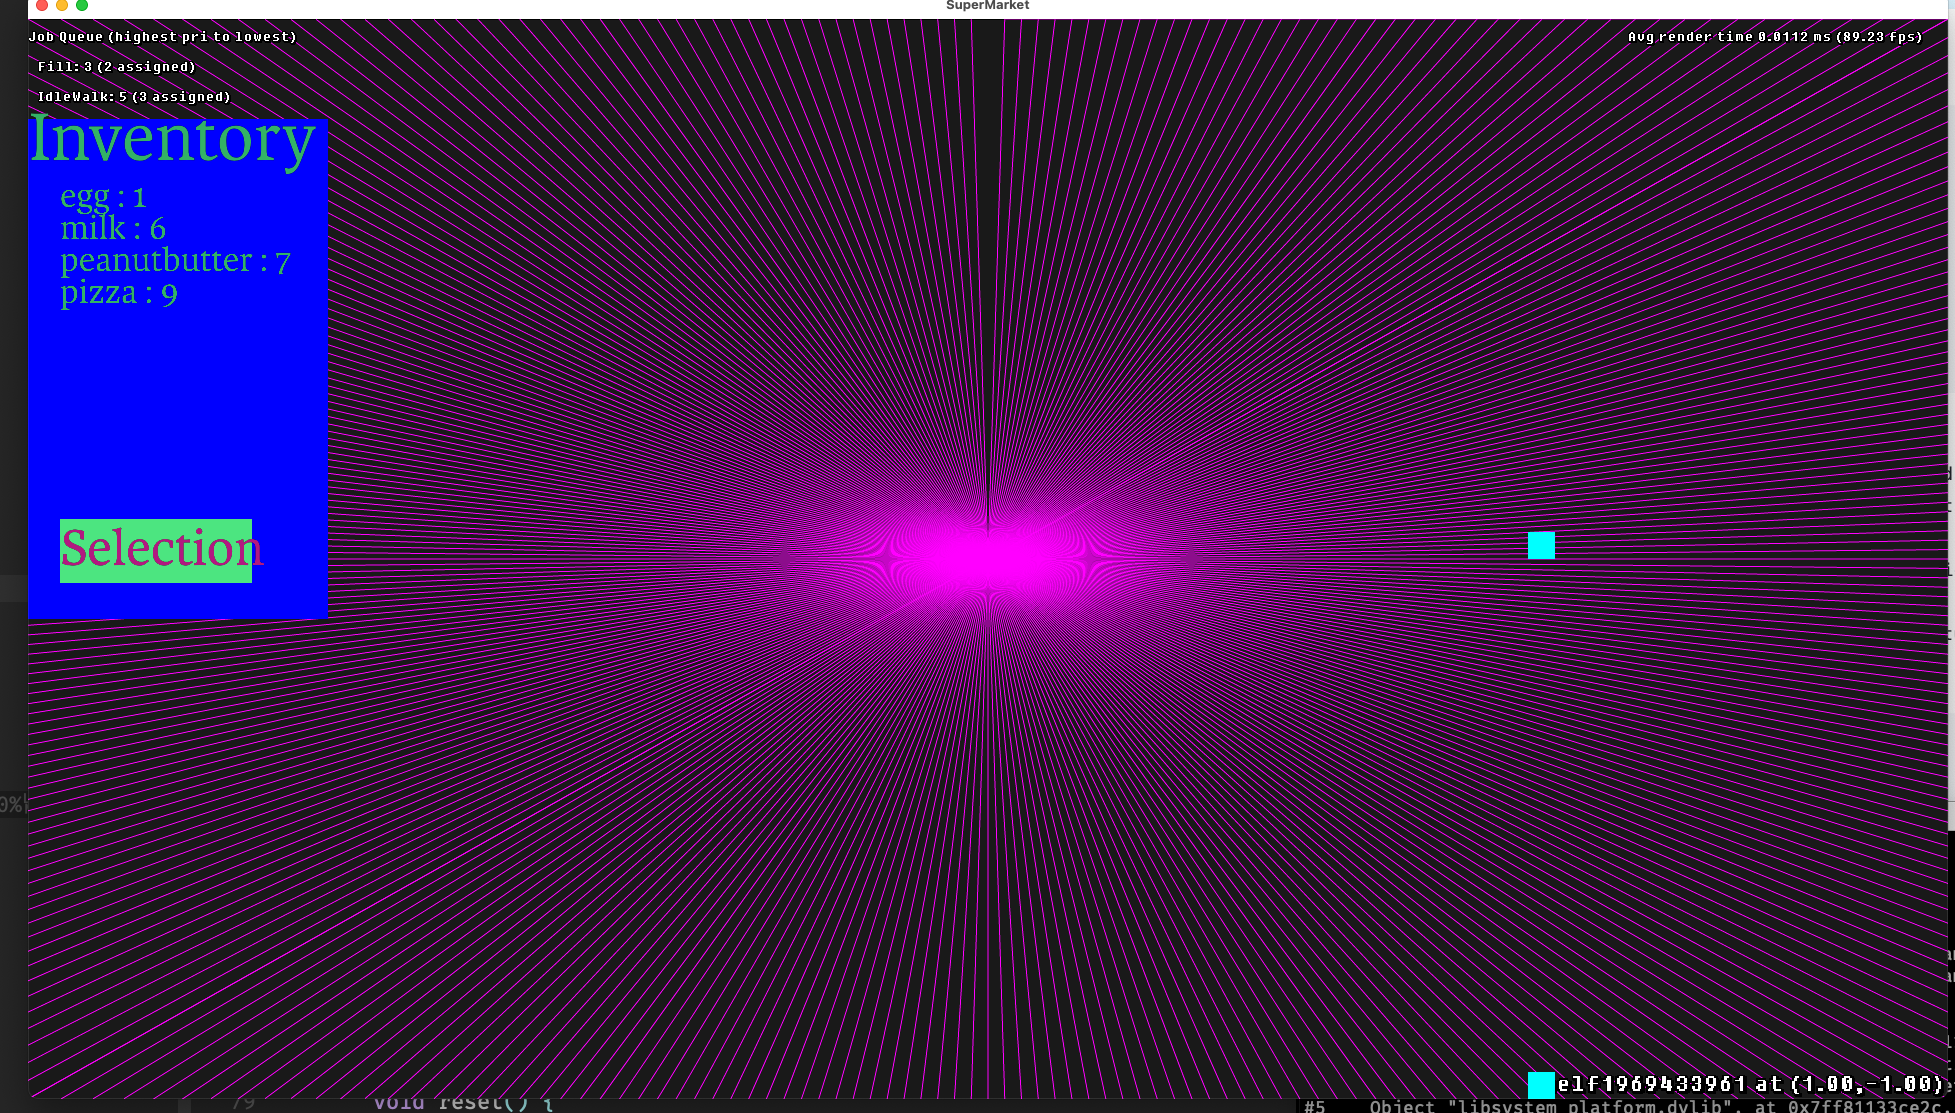 SuperMarket
Job Queue (highest pri to lowest)
Avg render time 0.0112 ms (89.23 fps)
Fill: 3 (2 assigned)
IdleWalk: 5 (3 assigned)
Inventory
egg : 1
milk : 6
peanutbutter : 7
pizza : 9
Selection
0%
elf1969433961 at (1.00,-1.00)
79 void reset() {
#5 Object "libsystem_platform.dylib", at 0x7ff81133ce2c